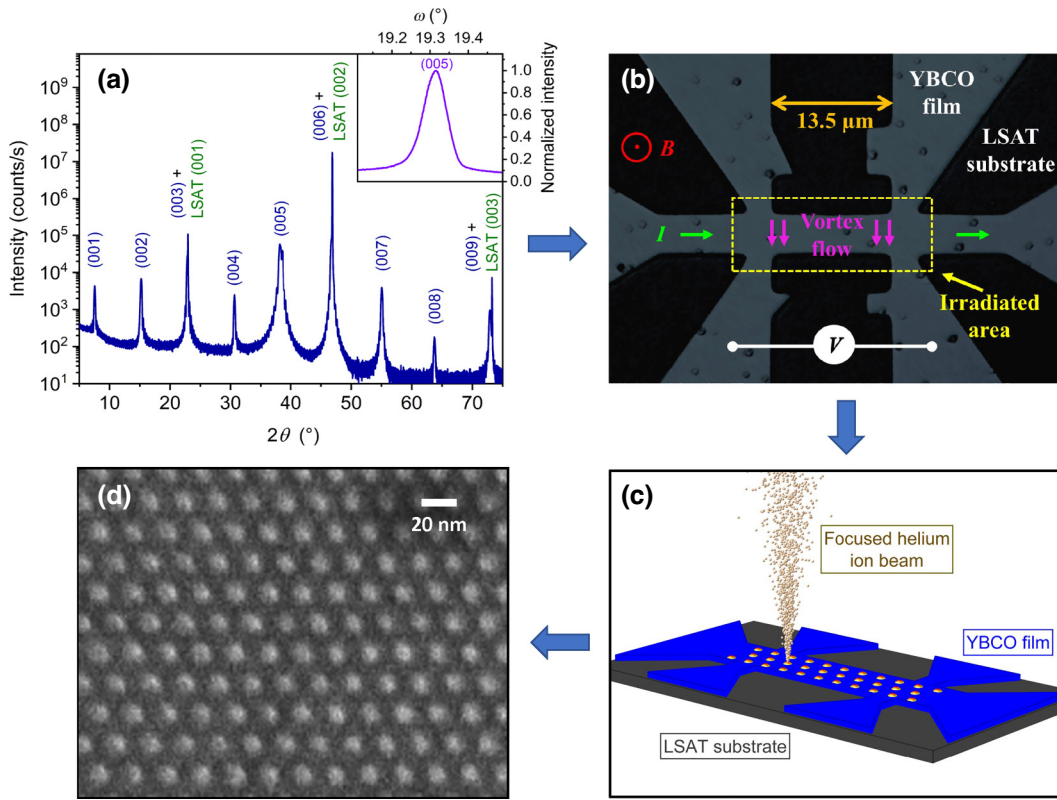 (a)
ω (°)
19.2 19.3 19.4
(005)
1.0
0.8
0.6
0.4
0.2
0.0
Normalized intensity
10⁹
10⁸
10⁷
10⁶
10⁵
10⁴
10³
10²
10¹
Intensity (counts/s)
(001)
(002)
(003) +
LSAT (001)
(004)
(005)
(006) +
LSAT (002)
(007)
(008)
(009) +
LSAT (003)
10 20 30 40 50 60 70
2θ (°)
(b)
YBCO
film
13.5 μm
LSAT
substrate
B
I
Vortex
flow
Irradiated
area
V
(d)
20 nm
(c)
Focused helium
ion beam
YBCO film
LSAT substrate